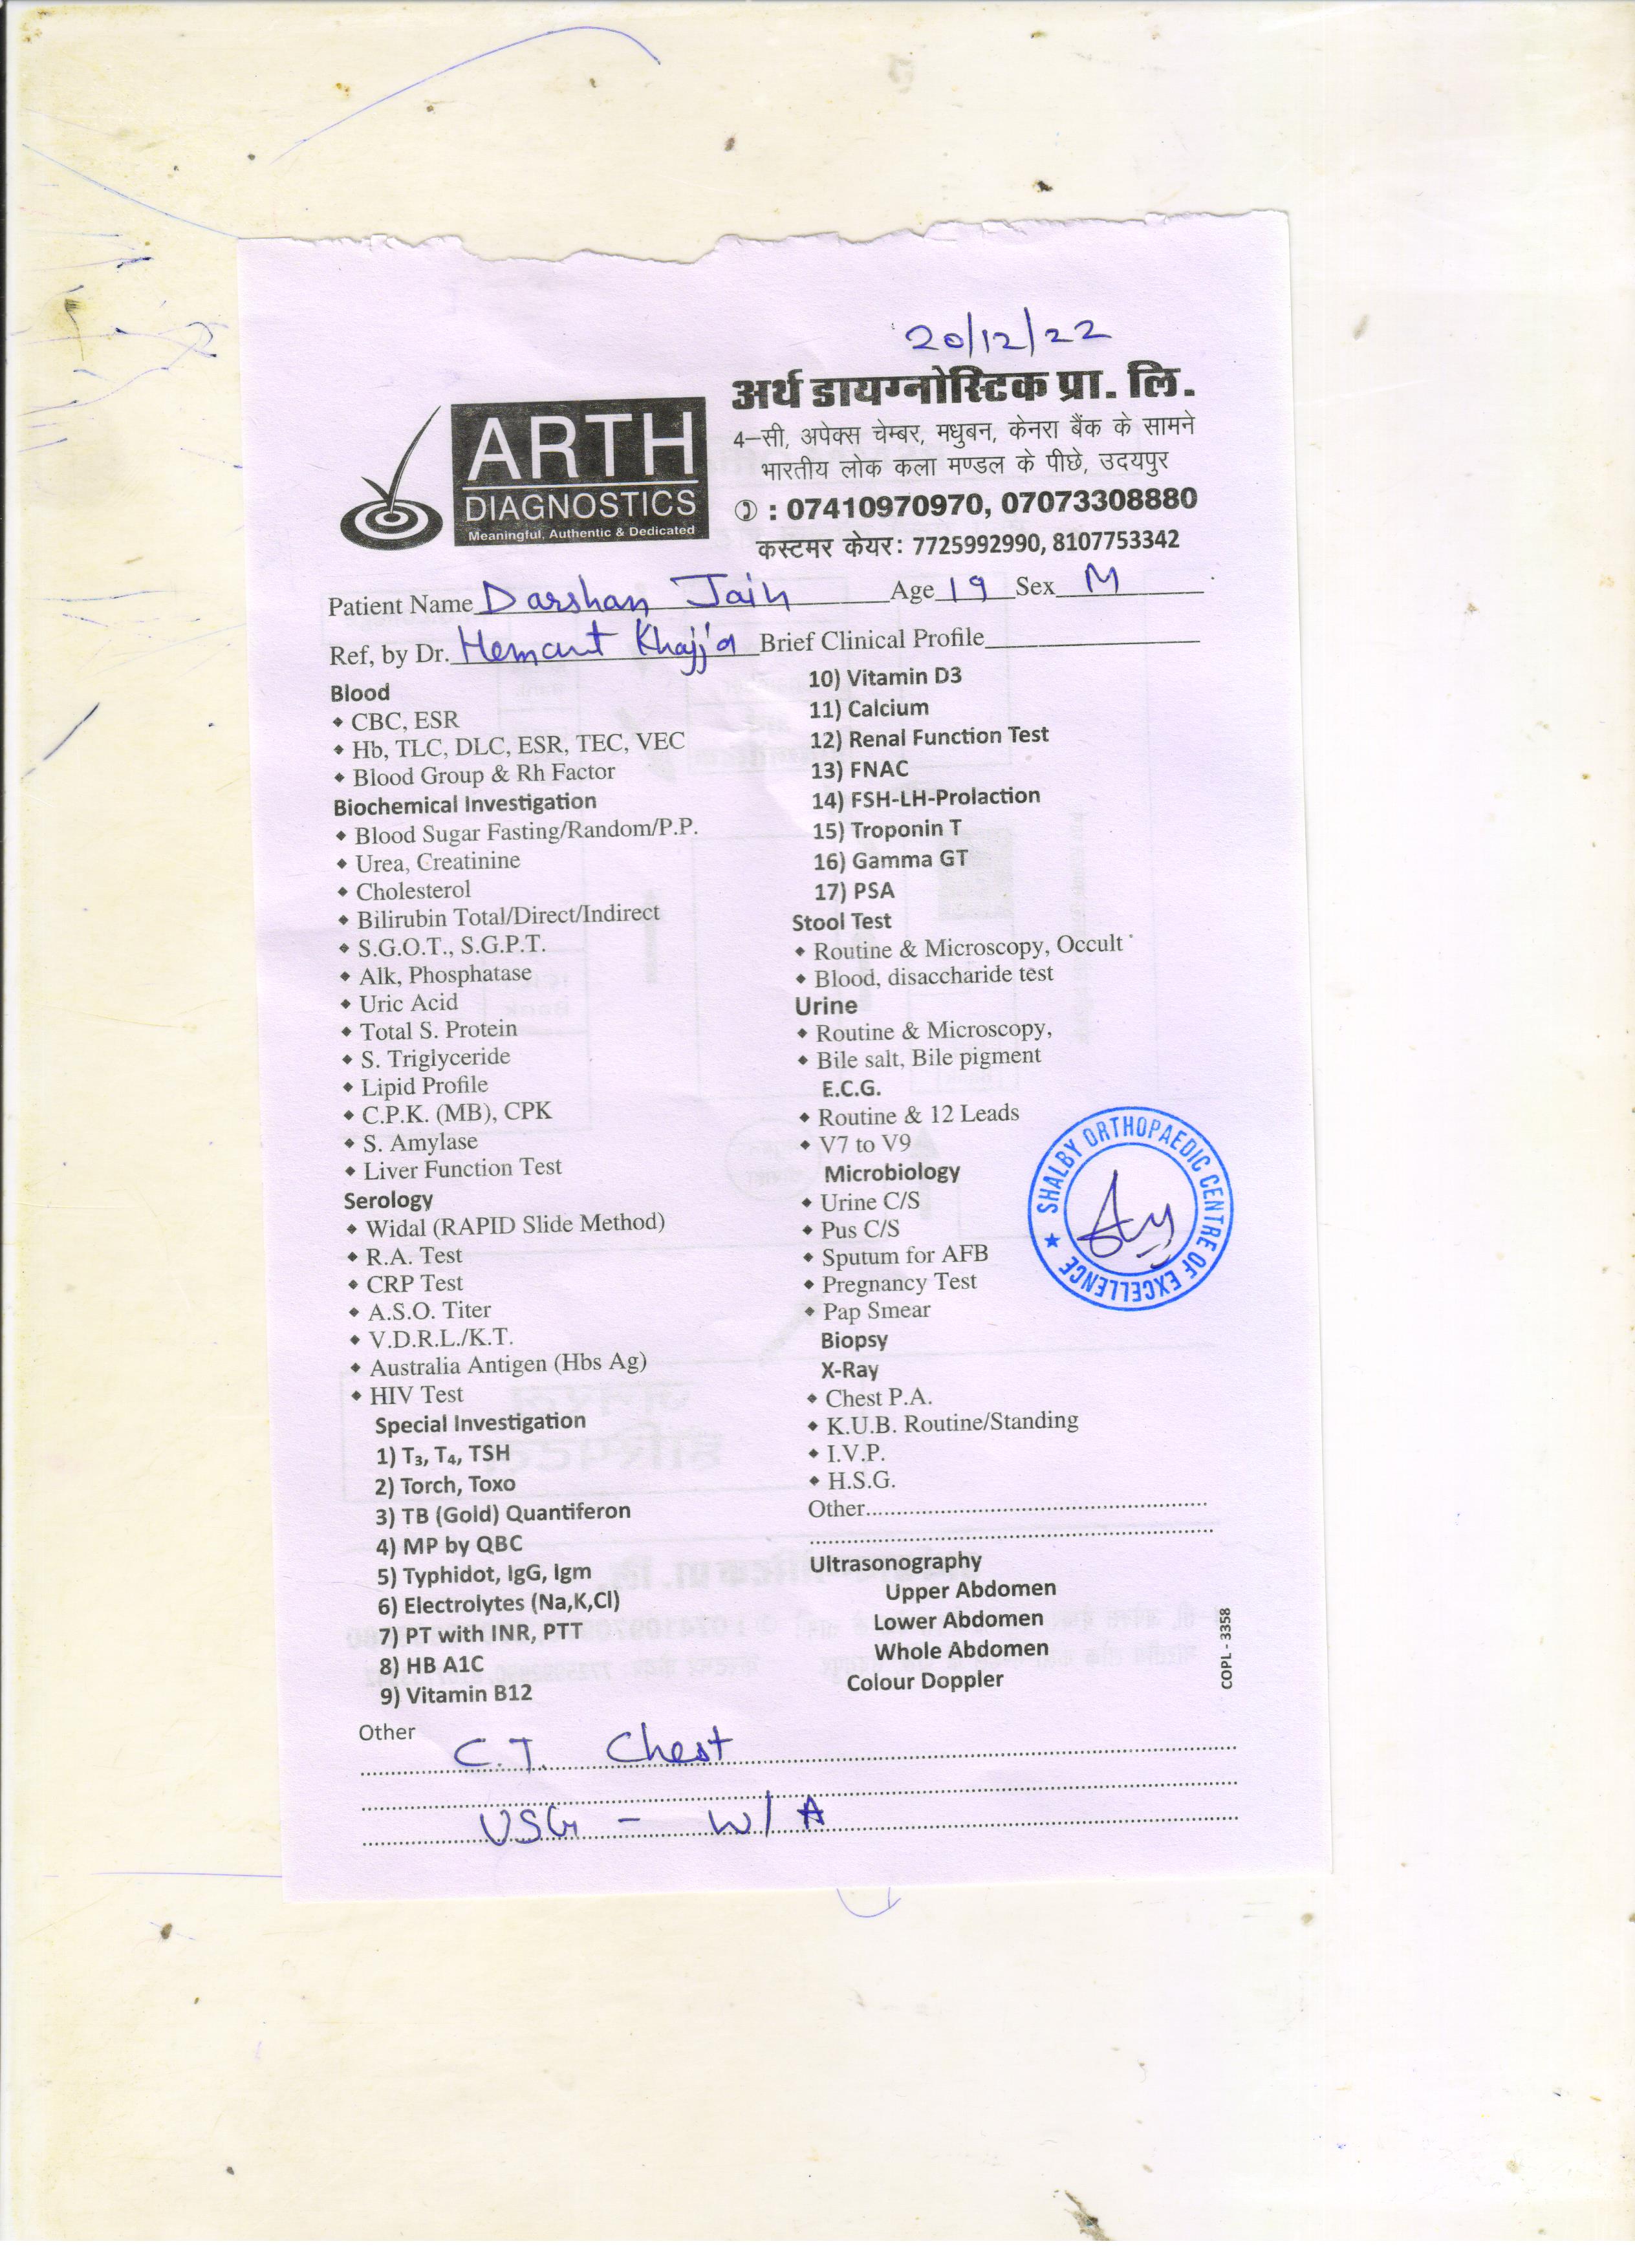 20/12/22
अर्थ डायग्नोस्टिक प्रा. लि.
ARTH
DIAGNOSTICS
Meaningful, Authentic & Dedicated
4–सी, अपेक्स चेम्बर, मधुबन, केनरा बैंक के सामने
भारतीय लोक कला मण्डल के पीछे, उदयपुर
: 07410970970, 07073308880
कस्टमर केयर: 7725992990, 8107753342
Patient Name Darshan Jain Age 19 Sex M
Ref, by Dr. Hemant Brief Clinical Profile
Blood
• CBC, ESR
• Hb, TLC, DLC, ESR, TEC, VEC
• Blood Group & Rh Factor
Biochemical Investigation
• Blood Sugar Fasting/Random/P.P.
• Urea, Creatinine
• Cholesterol
• Bilirubin Total/Direct/Indirect
• S.G.O.T., S.G.P.T.
• Alk, Phosphatase
• Uric Acid
• Total S. Protein
• S. Triglyceride
• Lipid Profile
• C.P.K. (MB), CPK
• S. Amylase
• Liver Function Test
Serology
• Widal (RAPID Slide Method)
• R.A. Test
• CRP Test
• A.S.O. Titer
• V.D.R.L./K.T.
• Australia Antigen (Hbs Ag)
• HIV Test
Special Investigation
1) T₃, T₄, TSH
2) Torch, Toxo
3) TB (Gold) Quantiferon
4) MP by QBC
5) Typhidot, IgG, Igm
6) Electrolytes (Na,K,Cl)
7) PT with INR, PTT
8) HB A1C
9) Vitamin B12
10) Vitamin D3
11) Calcium
12) Renal Function Test
13) FNAC
14) FSH-LH-Prolaction
15) Troponin T
16) Gamma GT
17) PSA
Stool Test
• Routine & Microscopy, Occult
• Blood, disaccharide test
Urine
• Routine & Microscopy,
• Bile salt, Bile pigment
E.C.G.
• Routine & 12 Leads
• V7 to V9
Microbiology
• Urine C/S
• Pus C/S
• Sputum for AFB
• Pregnancy Test
• Pap Smear
Biopsy
X-Ray
• Chest P.A.
• K.U.B. Routine/Standing
• I.V.P.
• H.S.G.
Other
Ultrasonography
Upper Abdomen
Lower Abdomen
Whole Abdomen
Colour Doppler
SHALBY ORTHOPAEDIC CENTRE OF EXCELLENCE ★
COPL - 3358
Other C.T. Chest
USG - W/A